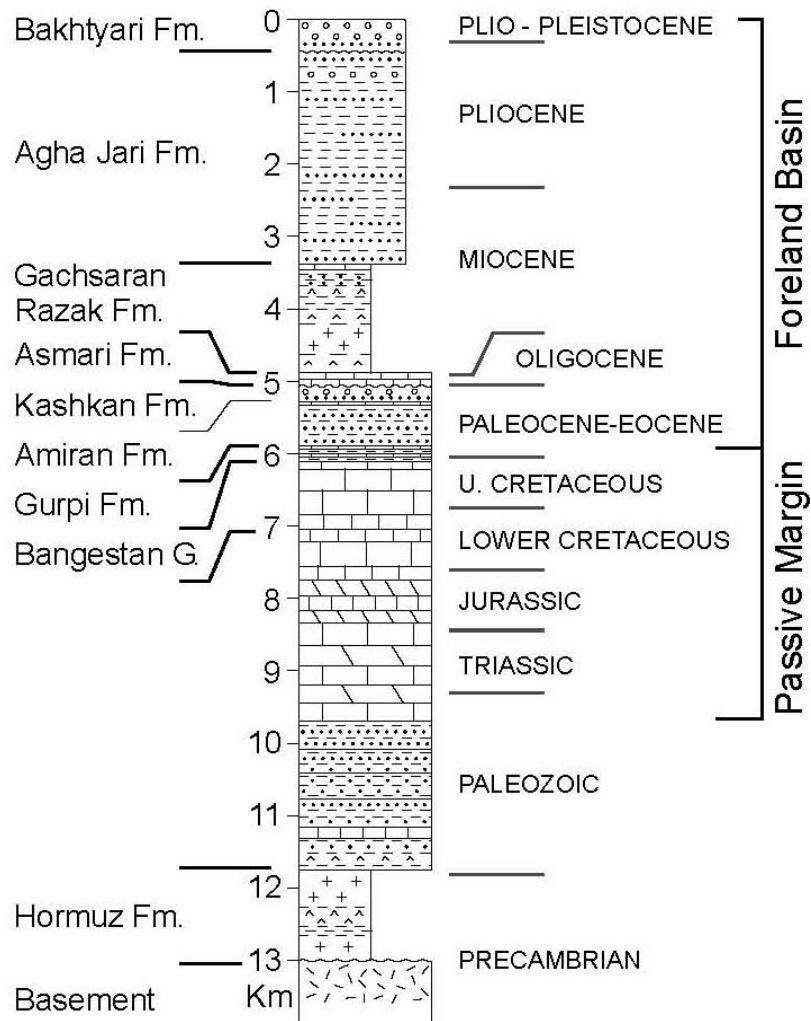 Bakhtyari Fm.
Agha Jari Fm.
Gachsaran
Razak Fm.
Asmari Fm.
Kashkan Fm.
Amiran Fm.
Gurpi Fm.
Bangestan G.
Hormuz Fm.
Basement
0
1
2
3
4
5
6
7
8
9
10
11
12
13
Km
PLIO - PLEISTOCENE
PLIOCENE
MIOCENE
OLIGOCENE
PALEOCENE-EOCENE
U. CRETACEOUS
LOWER CRETACEOUS
JURASSIC
TRIASSIC
PALEOZOIC
PRECAMBRIAN
Foreland Basin
Passive Margin